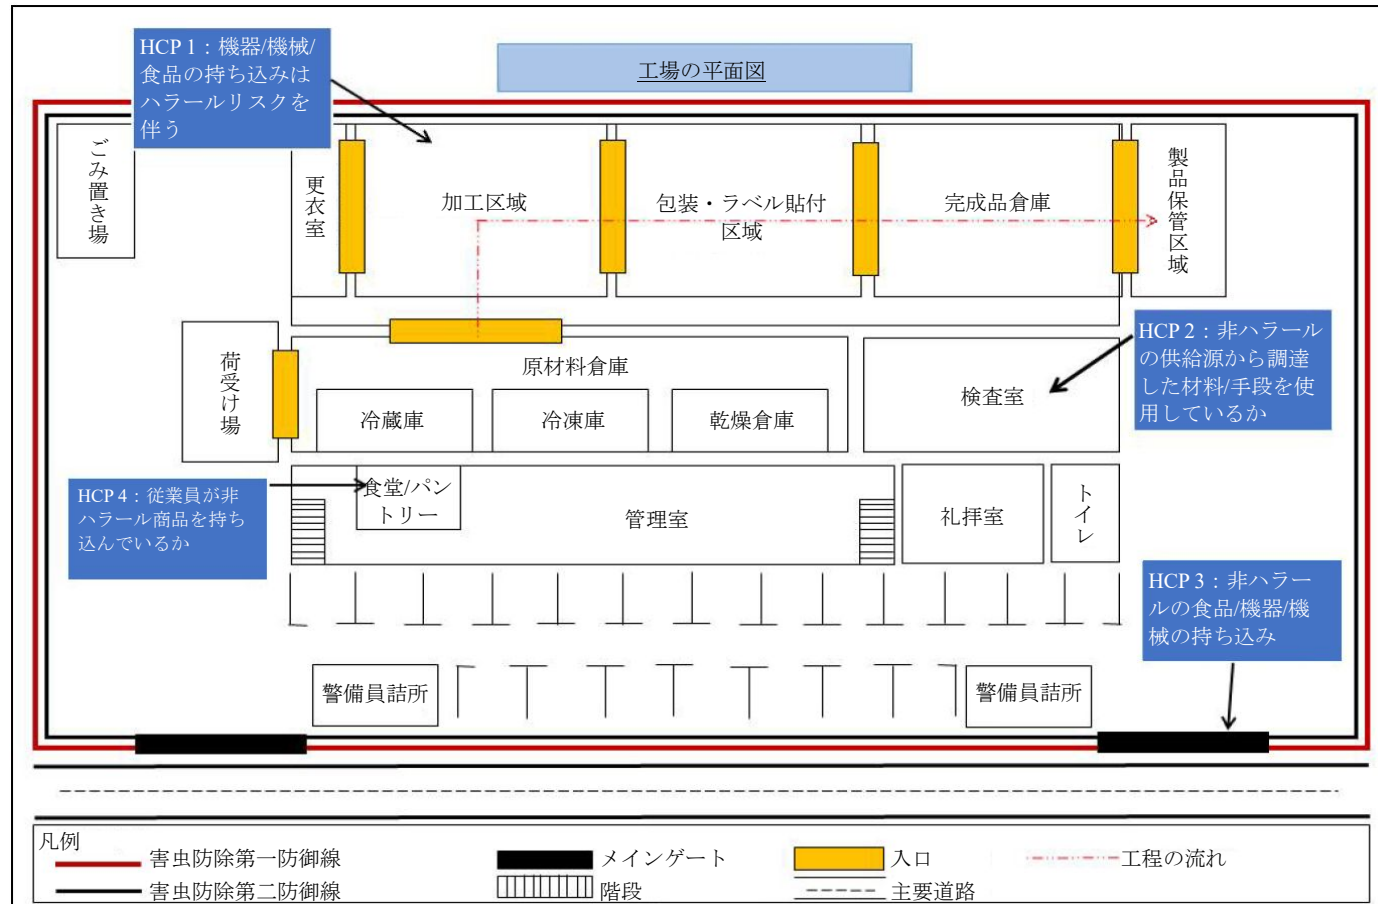 HCP 1：機器/機械/
食品の持ち込みは
ハラールリスクを
伴う
工場の平面図
ごみ置き場
更衣室
加工区域
包装・ラベル貼付
区域
完成品倉庫
製品保管区域
荷受け場
原材料倉庫
冷蔵庫
冷凍庫
乾燥倉庫
検査室
HCP 2：非ハラール
の供給源から調達
した材料/手段を使
用しているか
HCP 4：従業員が非
ハラール商品を持ち
込んでいるか
食堂/パン
トリー
管理室
礼拝室
トイレ
HCP 3：非ハラー
ルの食品/機器/機
械の持ち込み
警備員詰所
警備員詰所
凡例
害虫防除第一防御線
メインゲート
入口
工程の流れ
害虫防除第二防御線
階段
主要道路